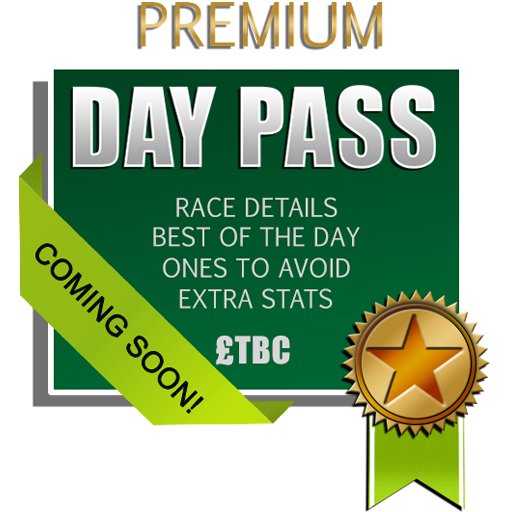 PREMIUM
DAY PASS
RACE DETAILS
BEST OF THE DAY
ONES TO AVOID
EXTRA STATS
£TBC
COMING SOON!